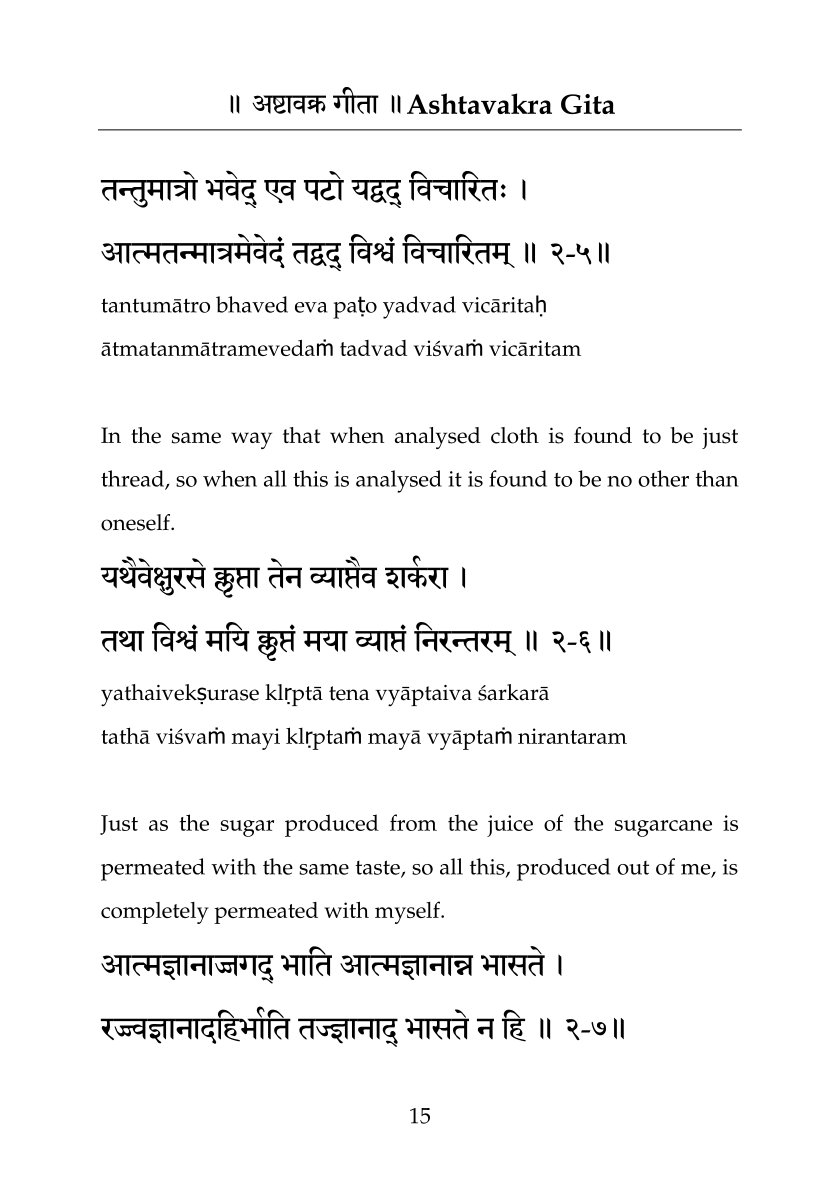 ॥ अष्टावक्र गीता ॥ Ashtavakra Gita
तन्तुमात्रो भवेद् एव पटो यद्वद् विचारितः ।
आत्मतन्मात्रमेवेदं तद्वद् विश्वं विचारितम् ॥ २-५॥
tantumātro bhaved eva paṭo yadvad vicāritaḥ
ātmatanmātramevedaṁ tadvad viśvaṁ vicāritam
In the same way that when analysed cloth is found to be just
thread, so when all this is analysed it is found to be no other than
oneself.
यथैवेक्षुरसे कॢप्ता तेन व्याप्तैव शर्करा ।
तथा विश्वं मयि कॢप्तं मया व्याप्तं निरन्तरम् ॥ २-६॥
yathaivekṣurase klṛptā tena vyāptaiva śarkarā
tathā viśvaṁ mayi klṛptaṁ mayā vyāptaṁ nirantaram
Just as the sugar produced from the juice of the sugarcane is
permeated with the same taste, so all this, produced out of me, is
completely permeated with myself.
आत्मज्ञानाज्जगद् भाति आत्मज्ञानान्न भासते ।
रज्ज्वज्ञानादहिर्भाति तज्ज्ञानाद् भासते न हि ॥ २-७॥
15